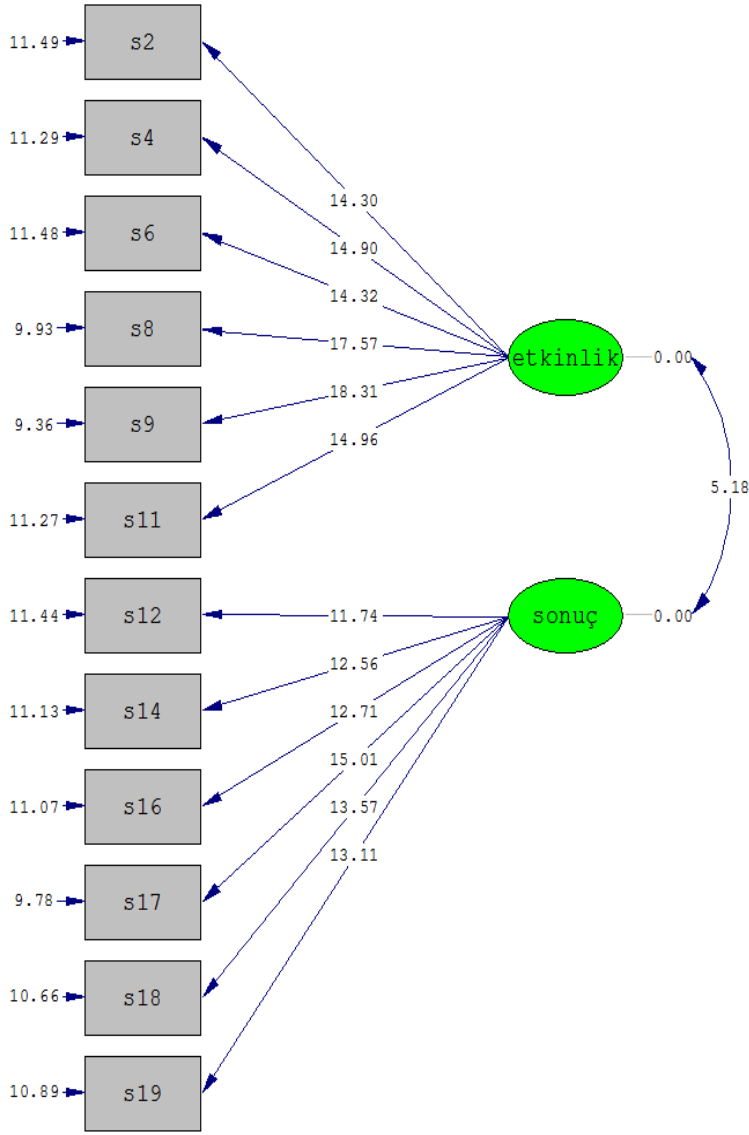 11.49 s2
11.29 s4
14.30
11.48 s6
14.90
14.32
9.93 s8
17.57
etkinlik 0.00
18.31
9.36 s9
14.96
5.18
11.27 s11
11.44 s12
11.74
sonuç 0.00
12.56
11.13 s14
12.71
15.01
11.07 s16
13.57
13.11
9.78 s17
10.66 s18
10.89 s19